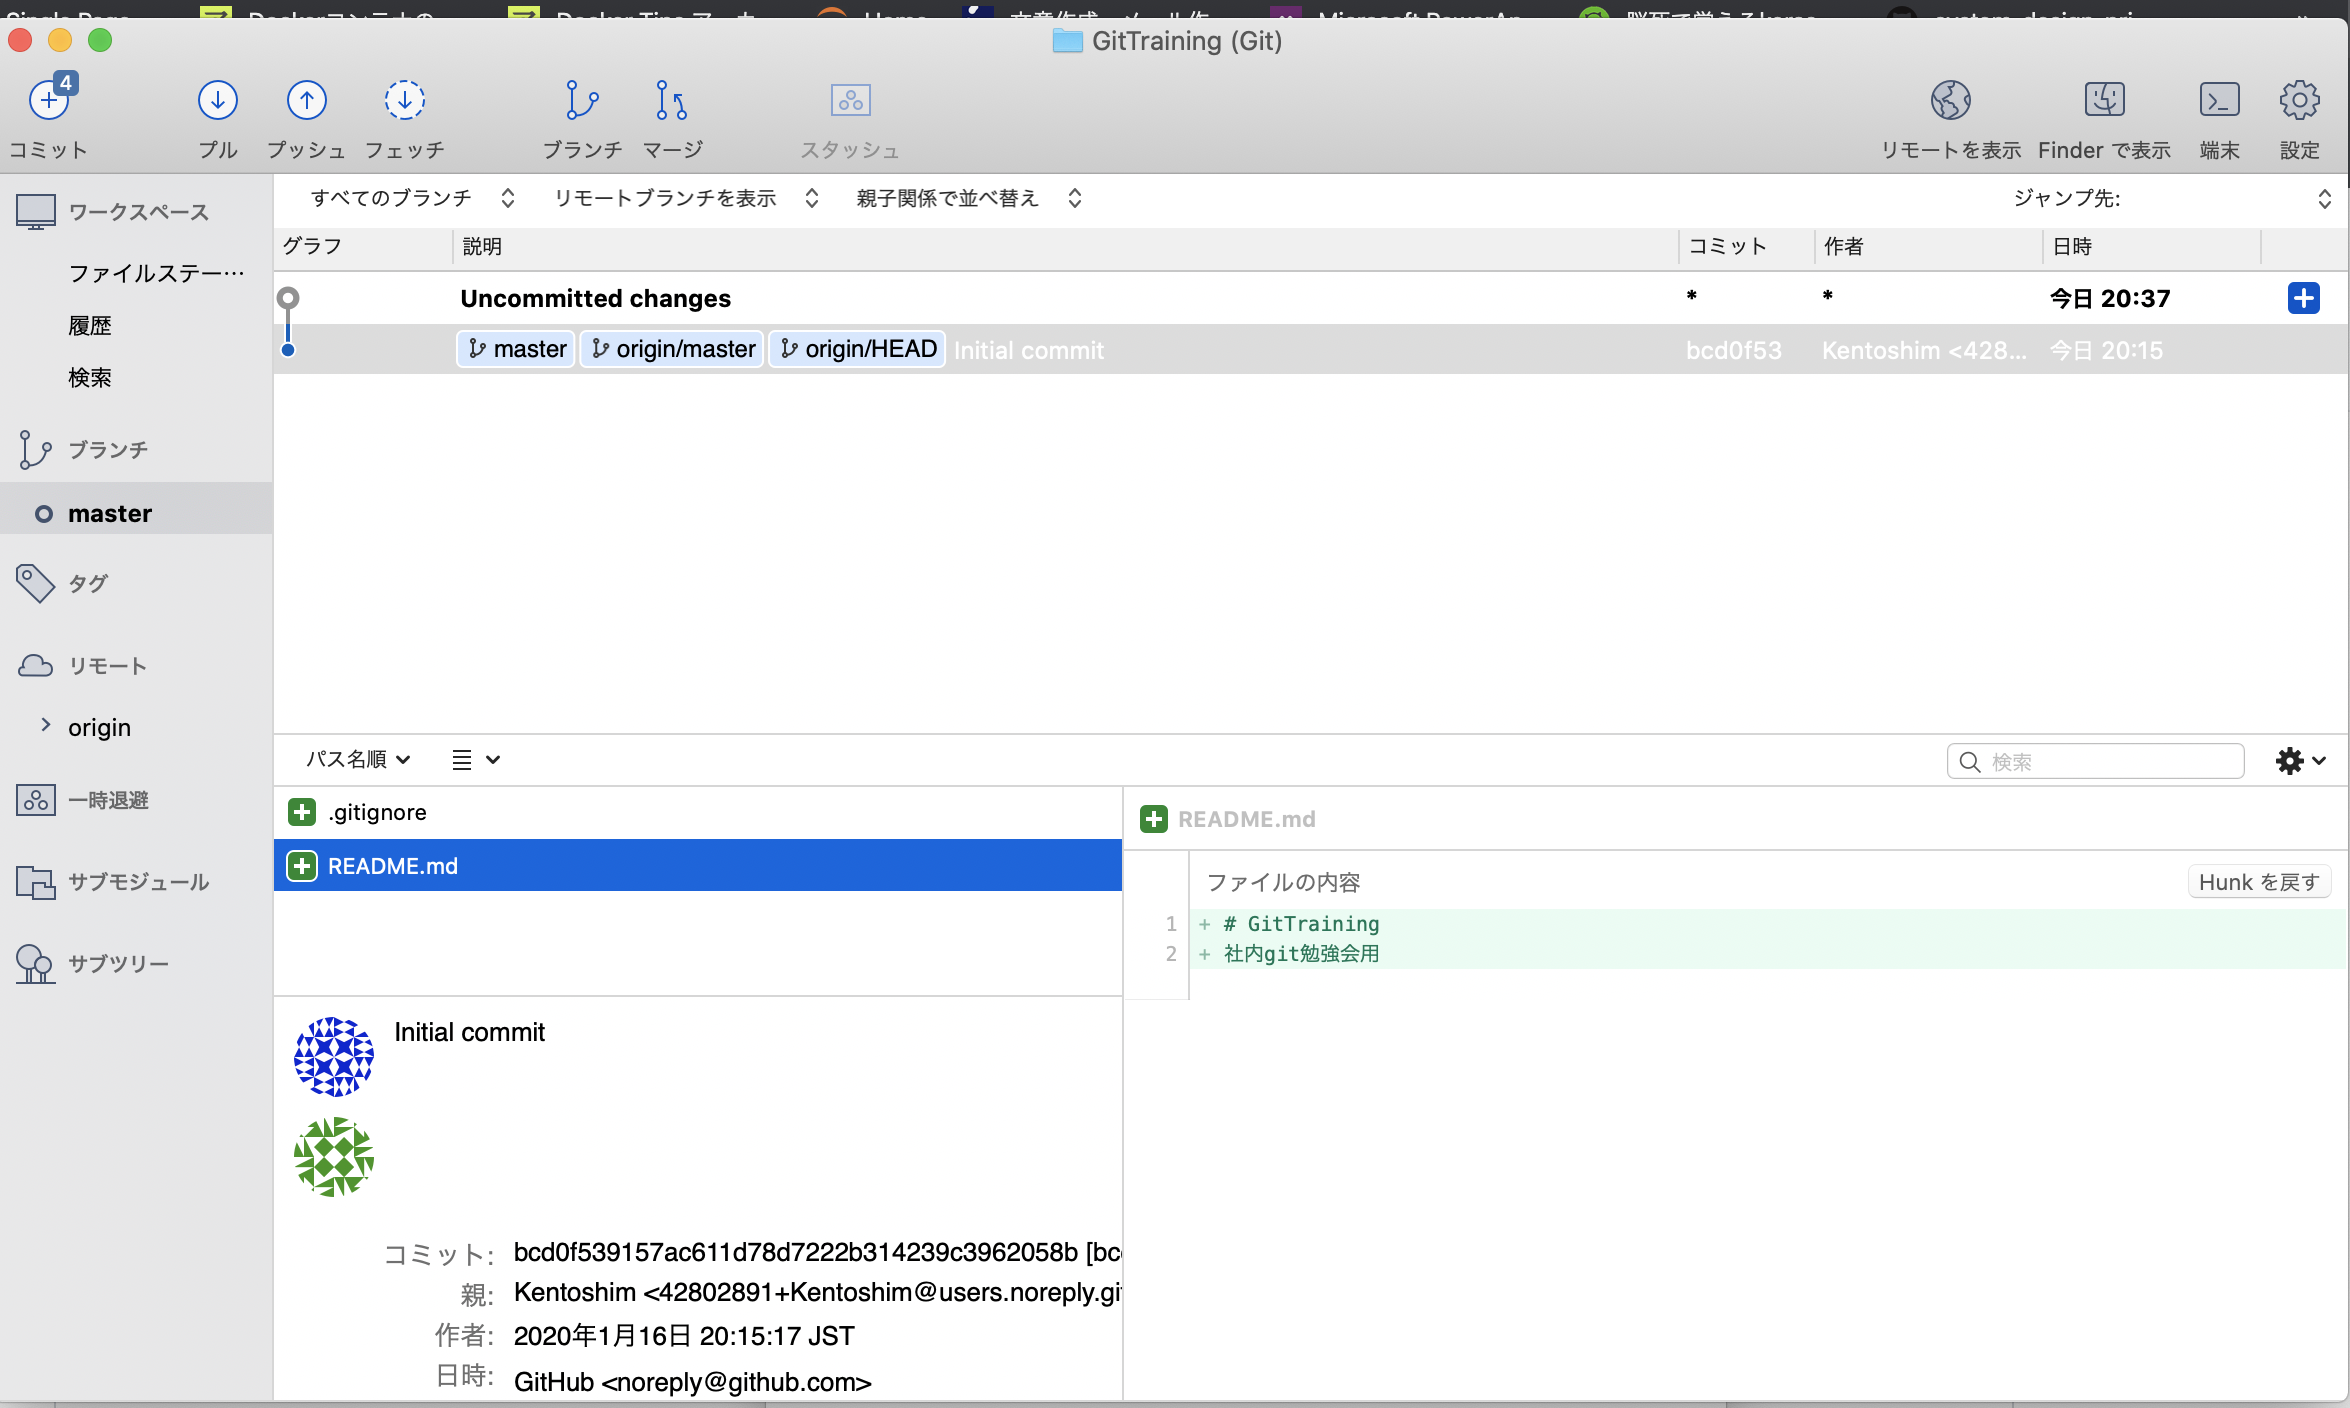 GitTraining (Git)
4
コミット
プル
プッシュ
フェッチ
ブランチ
マージ
スタッシュ
リモートを表示
Finder で表示
端末
設定
ワークスペース
ファイルステー…
履歴
検索
ブランチ
master
タグ
リモート
origin
一時退避
サブモジュール
サブツリー
すべてのブランチ
リモートブランチを表示
親子関係で並べ替え
ジャンプ先:
グラフ 説明 コミット 作者 日時
Uncommitted changes * * 今日 20:37
master origin/master origin/HEAD Initial commit bcd0f53 Kentoshim <428... 今日 20:15
パス名順
検索
.gitignore
README.md
Initial commit
コミット: bcd0f539157ac611d78d7222b314239c3962058b [bc
親: Kentoshim <42802891+Kentoshim@users.noreply.gi
作者: 2020年1月16日 20:15:17 JST
日時: GitHub <noreply@github.com>
README.md
ファイルの内容
Hunk を戻す
1 + # GitTraining
2 + 社内git勉強会用